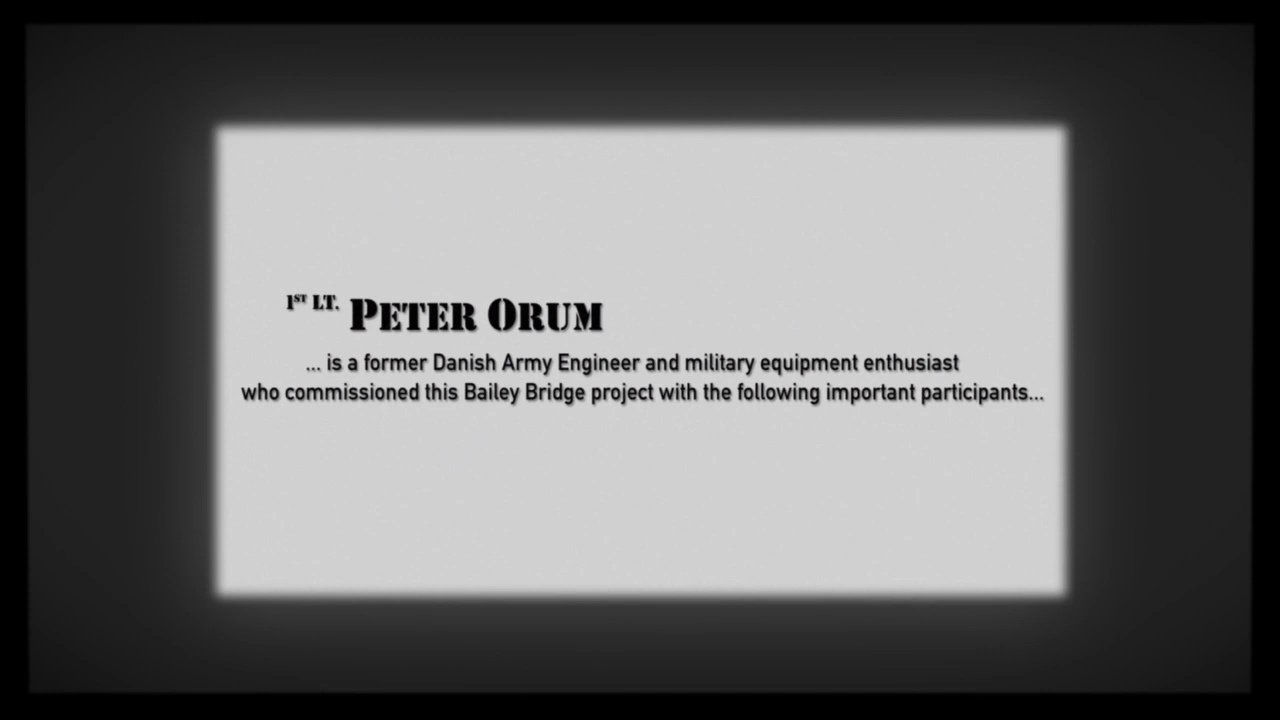 1ST LT. PETER ORUM
... is a former Danish Army Engineer and military equipment enthusiast
who commissioned this Bailey Bridge project with the following important participants...